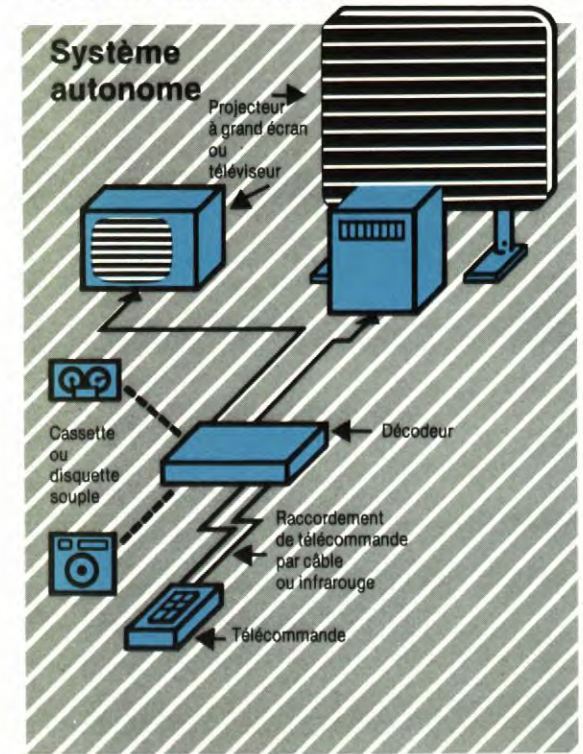 Système
autonome
Projecteur
à grand écran
ou
téléviseur
Cassette
ou
disquette
souple
Décodeur
Raccordement
de télécommande
par câble
ou infrarouge
Télécommande